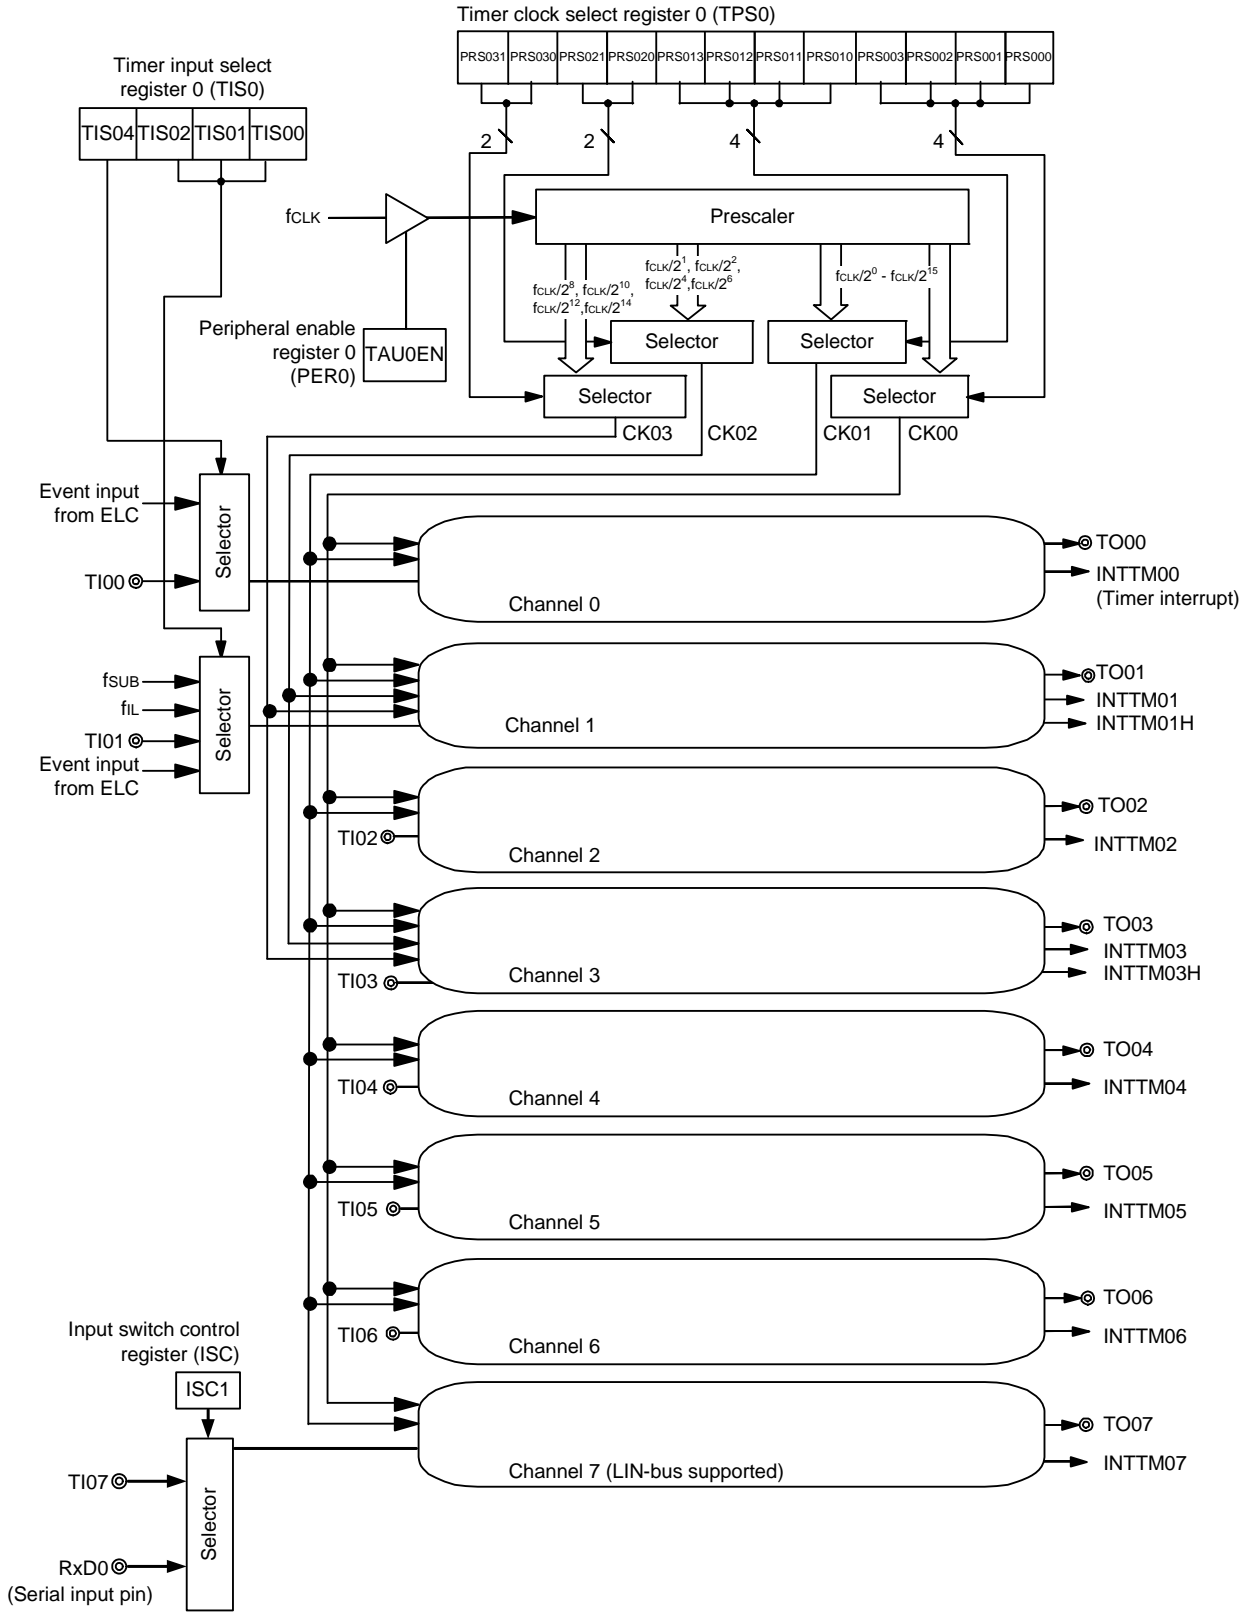 Timer clock select register 0 (TPS0)
PRS031 PRS030 PRS021 PRS020 PRS013 PRS012 PRS011 PRS010 PRS003 PRS002 PRS001 PRS000
Timer input select
register 0 (TIS0)
TIS04 TIS02 TIS01 TIS00
2 2 4 4
fCLK
Prescaler
fCLK/2^8, fCLK/2^10,
fCLK/2^12,fCLK/2^14
fCLK/2^1, fCLK/2^2,
fCLK/2^4,fCLK/2^6
fCLK/2^0 - fCLK/2^15
Peripheral enable
register 0
(PER0)
TAU0EN
Selector
Selector
Selector
Selector
CK03 CK02 CK01 CK00
Event input
from ELC
TI00
Selector
Channel 0
TO00
INTTM00
(Timer interrupt)
fSUB
fIL
TI01
Event input
from ELC
Selector
Channel 1
TO01
INTTM01
INTTM01H
TI02
Channel 2
TO02
INTTM02
TI03
Channel 3
TO03
INTTM03
INTTM03H
TI04
Channel 4
TO04
INTTM04
TI05
Channel 5
TO05
INTTM05
TI06
Channel 6
TO06
INTTM06
Input switch control
register (ISC)
ISC1
TI07
RxD0
(Serial input pin)
Selector
Channel 7 (LIN-bus supported)
TO07
INTTM07